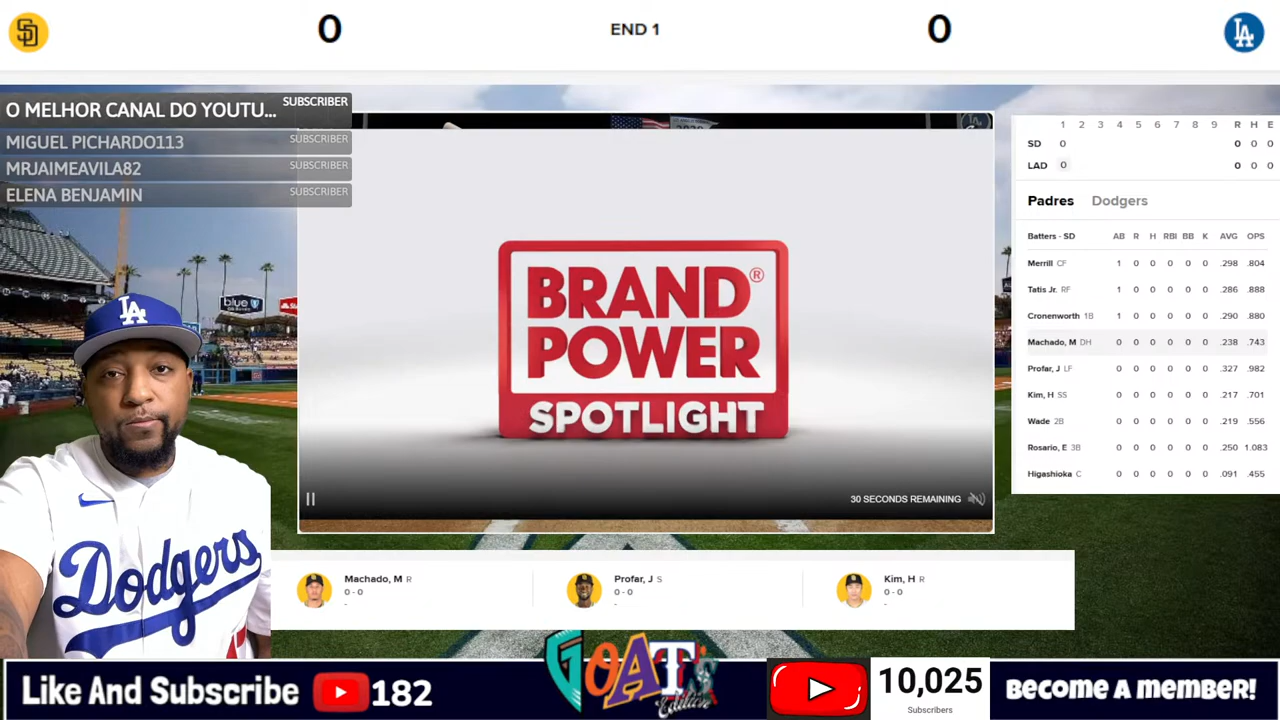 SD
0
END 1
0
LA
O MELHOR CANAL DO YOUTU... SUBSCRIBER
MIGUEL PICHARDO113 SUBSCRIBER
MRJAIMEAVILA82 SUBSCRIBER
ELENA BENJAMIN SUBSCRIBER
BRAND®
POWER
SPOTLIGHT
30 SECONDS REMAINING
1 2 3 4 5 6 7 8 9 R H E
SD 0 0 0 0
LAD 0 0 0 0
Padres Dodgers
Batters - SD AB R H RBI BB K AVG OPS
Merrill CF 1 0 0 0 0 0 .298 .804
Tatis Jr. RF 1 0 0 0 0 0 .286 .888
Cronenworth 1B 1 0 0 0 0 0 .290 .880
Machado, M DH 0 0 0 0 0 0 .238 .743
Profar, J LF 0 0 0 0 0 0 .327 .982
Kim, H SS 0 0 0 0 0 0 .217 .701
Wade 2B 0 0 0 0 0 0 .219 .556
Rosario, E 3B 0 0 0 0 0 0 .250 1.083
Higashioka C 0 0 0 0 0 0 .091 .455
blue
LA
Dodgers
Machado, M R
0 - 0
-
Profar, J S
0 - 0
-
Kim, H R
0 - 0
-
Like And Subscribe 182
GOAT
Edition
10,025
Subscribers
Become a member!